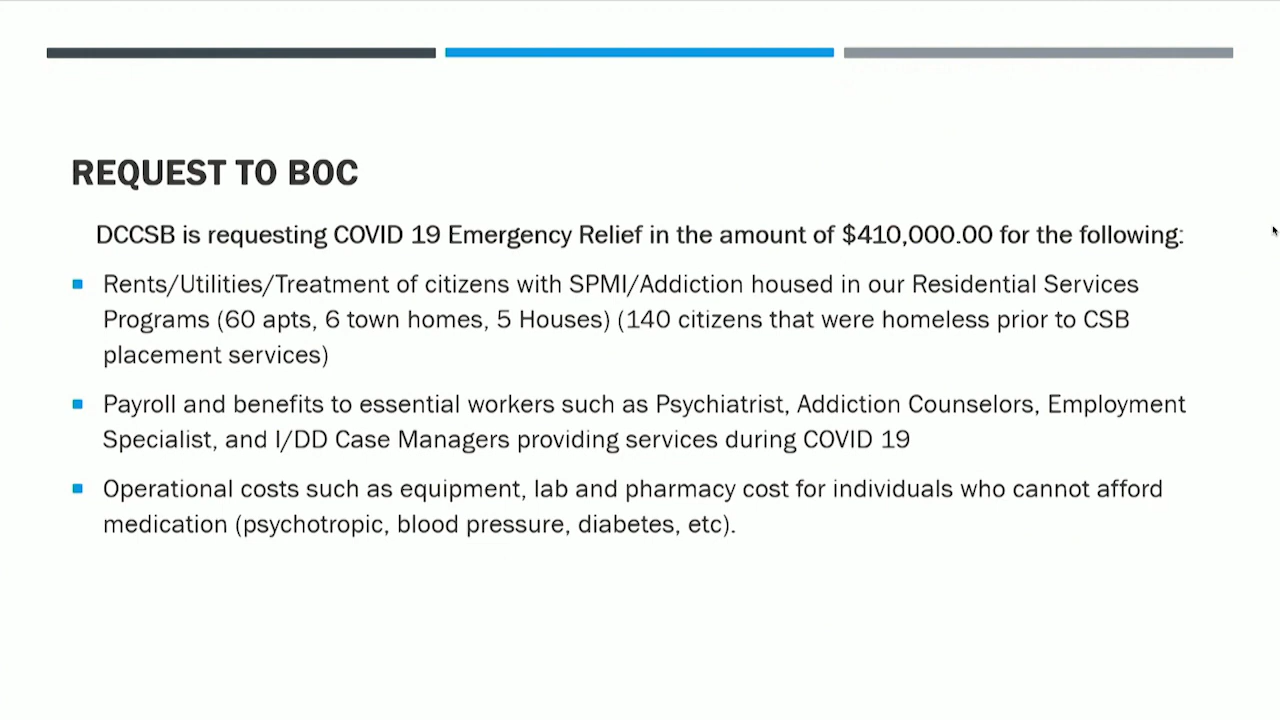 REQUEST TO BOC
DCCSB is requesting COVID 19 Emergency Relief in the amount of $410,000.00 for the following:
Rents/Utilities/Treatment of citizens with SPMI/Addiction housed in our Residential Services
Programs (60 apts, 6 town homes, 5 Houses) (140 citizens that were homeless prior to CSB
placement services)
Payroll and benefits to essential workers such as Psychiatrist, Addiction Counselors, Employment
Specialist, and I/DD Case Managers providing services during COVID 19
Operational costs such as equipment, lab and pharmacy cost for individuals who cannot afford
medication (psychotropic, blood pressure, diabetes, etc).